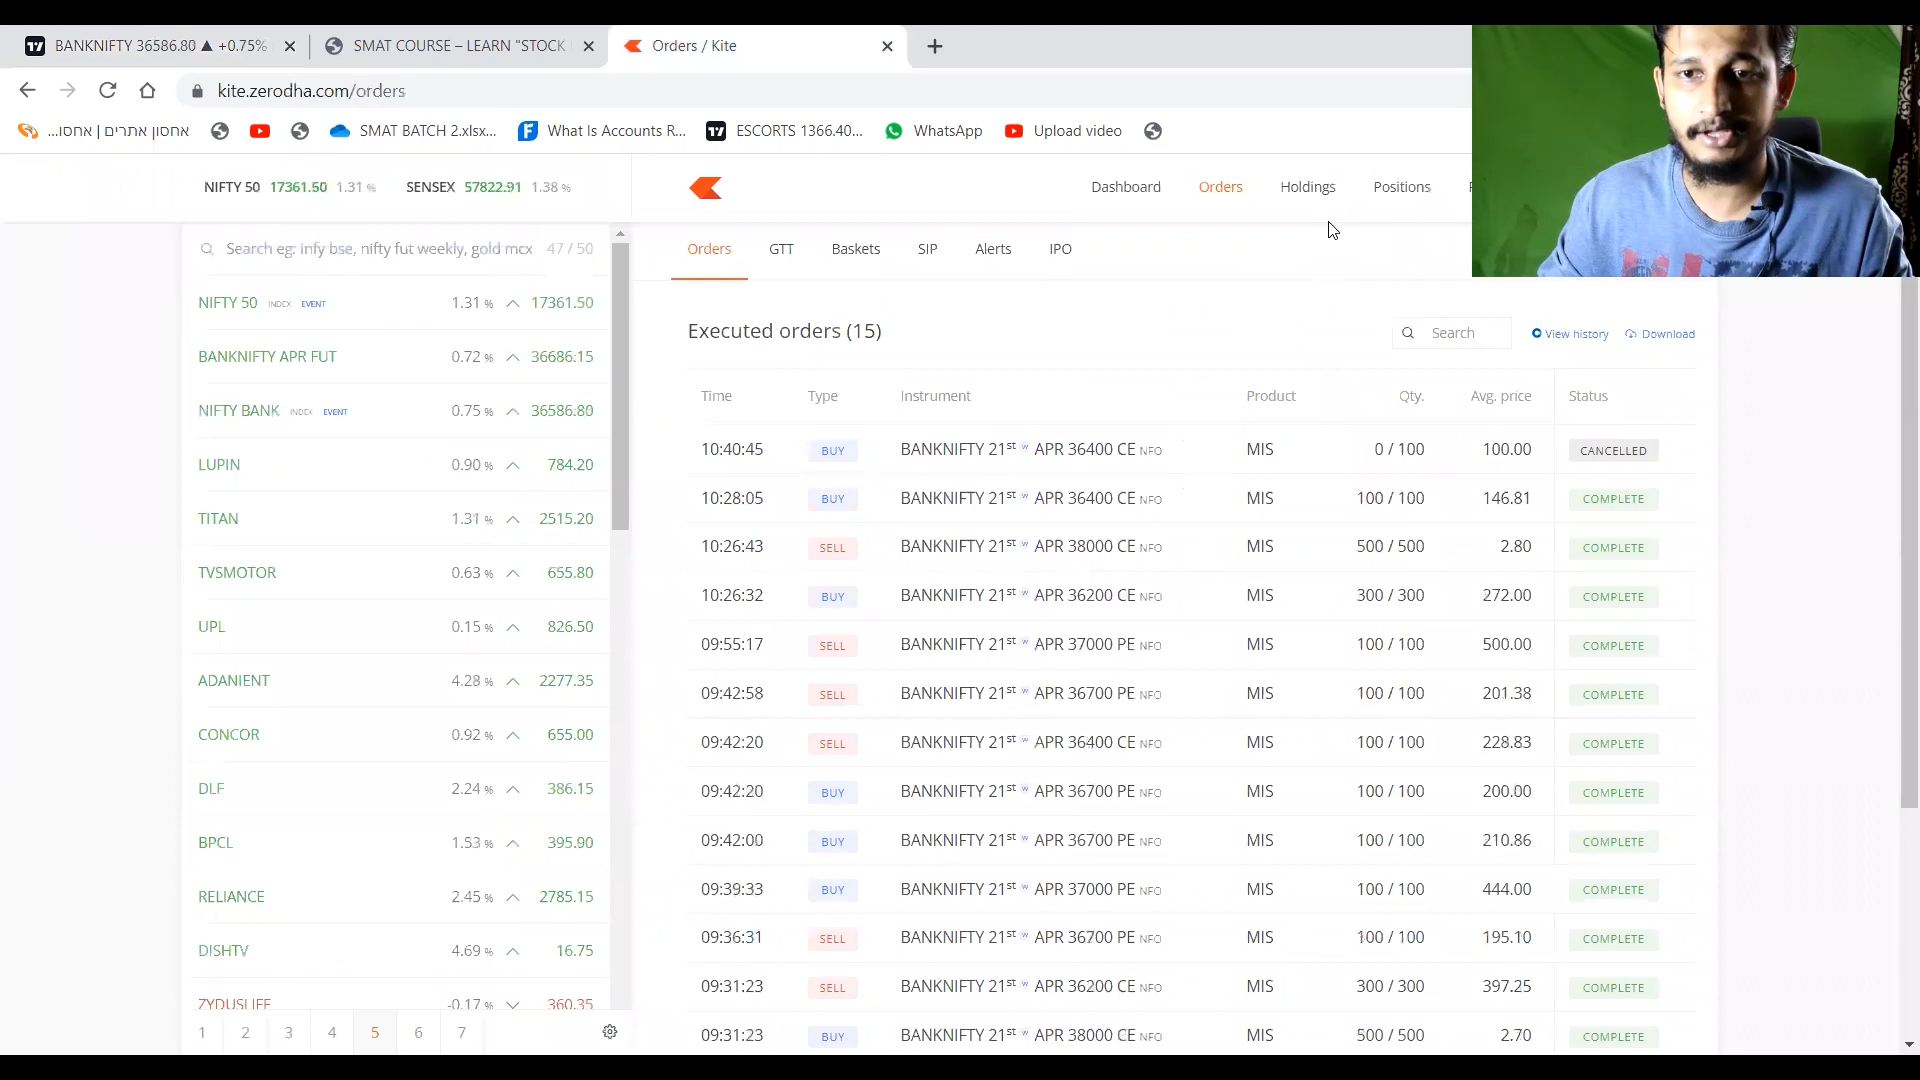 BANKNIFTY 36586.80 ▲ +0.75%
SMAT COURSE – LEARN "STOCK
Orders / Kite
kite.zerodha.com/orders
...אחסון אתרים | אחסו
SMAT BATCH 2.xlsx...
What Is Accounts R...
ESCORTS 1366.40...
WhatsApp
Upload video
NIFTY 50 17361.50 1.31 %
SENSEX 57822.91 1.38 %
Dashboard
Orders
Holdings
Positions
Search eg: infy bse, nifty fut weekly, gold mcx 47 / 50
NIFTY 50 INDEX EVENT 1.31 % 17361.50
BANKNIFTY APR FUT 0.72 % 36686.15
NIFTY BANK INDEX EVENT 0.75 % 36586.80
LUPIN 0.90 % 784.20
TITAN 1.31 % 2515.20
TVSMOTOR 0.63 % 655.80
UPL 0.15 % 826.50
ADANIENT 4.28 % 2277.35
CONCOR 0.92 % 655.00
DLF 2.24 % 386.15
BPCL 1.53 % 395.90
RELIANCE 2.45 % 2785.15
DISHTV 4.69 % 16.75
ZYDUSLIFE -0.17 % 360.35
1 2 3 4 5 6 7
Orders GTT Baskets SIP Alerts IPO
Executed orders (15)
Search
View history
Download
Time Type Instrument Product Qty. Avg. price Status
10:40:45 BUY BANKNIFTY 21st w APR 36400 CE NFO MIS 0 / 100 100.00 CANCELLED
10:28:05 BUY BANKNIFTY 21st w APR 36400 CE NFO MIS 100 / 100 146.81 COMPLETE
10:26:43 SELL BANKNIFTY 21st w APR 38000 CE NFO MIS 500 / 500 2.80 COMPLETE
10:26:32 BUY BANKNIFTY 21st w APR 36200 CE NFO MIS 300 / 300 272.00 COMPLETE
09:55:17 SELL BANKNIFTY 21st w APR 37000 PE NFO MIS 100 / 100 500.00 COMPLETE
09:42:58 SELL BANKNIFTY 21st w APR 36700 PE NFO MIS 100 / 100 201.38 COMPLETE
09:42:20 SELL BANKNIFTY 21st w APR 36400 CE NFO MIS 100 / 100 228.83 COMPLETE
09:42:20 BUY BANKNIFTY 21st w APR 36700 PE NFO MIS 100 / 100 200.00 COMPLETE
09:42:00 BUY BANKNIFTY 21st w APR 36700 PE NFO MIS 100 / 100 210.86 COMPLETE
09:39:33 BUY BANKNIFTY 21st w APR 37000 PE NFO MIS 100 / 100 444.00 COMPLETE
09:36:31 SELL BANKNIFTY 21st w APR 36700 PE NFO MIS 100 / 100 195.10 COMPLETE
09:31:23 SELL BANKNIFTY 21st w APR 36200 CE NFO MIS 300 / 300 397.25 COMPLETE
09:31:23 BUY BANKNIFTY 21st w APR 38000 CE NFO MIS 500 / 500 2.70 COMPLETE